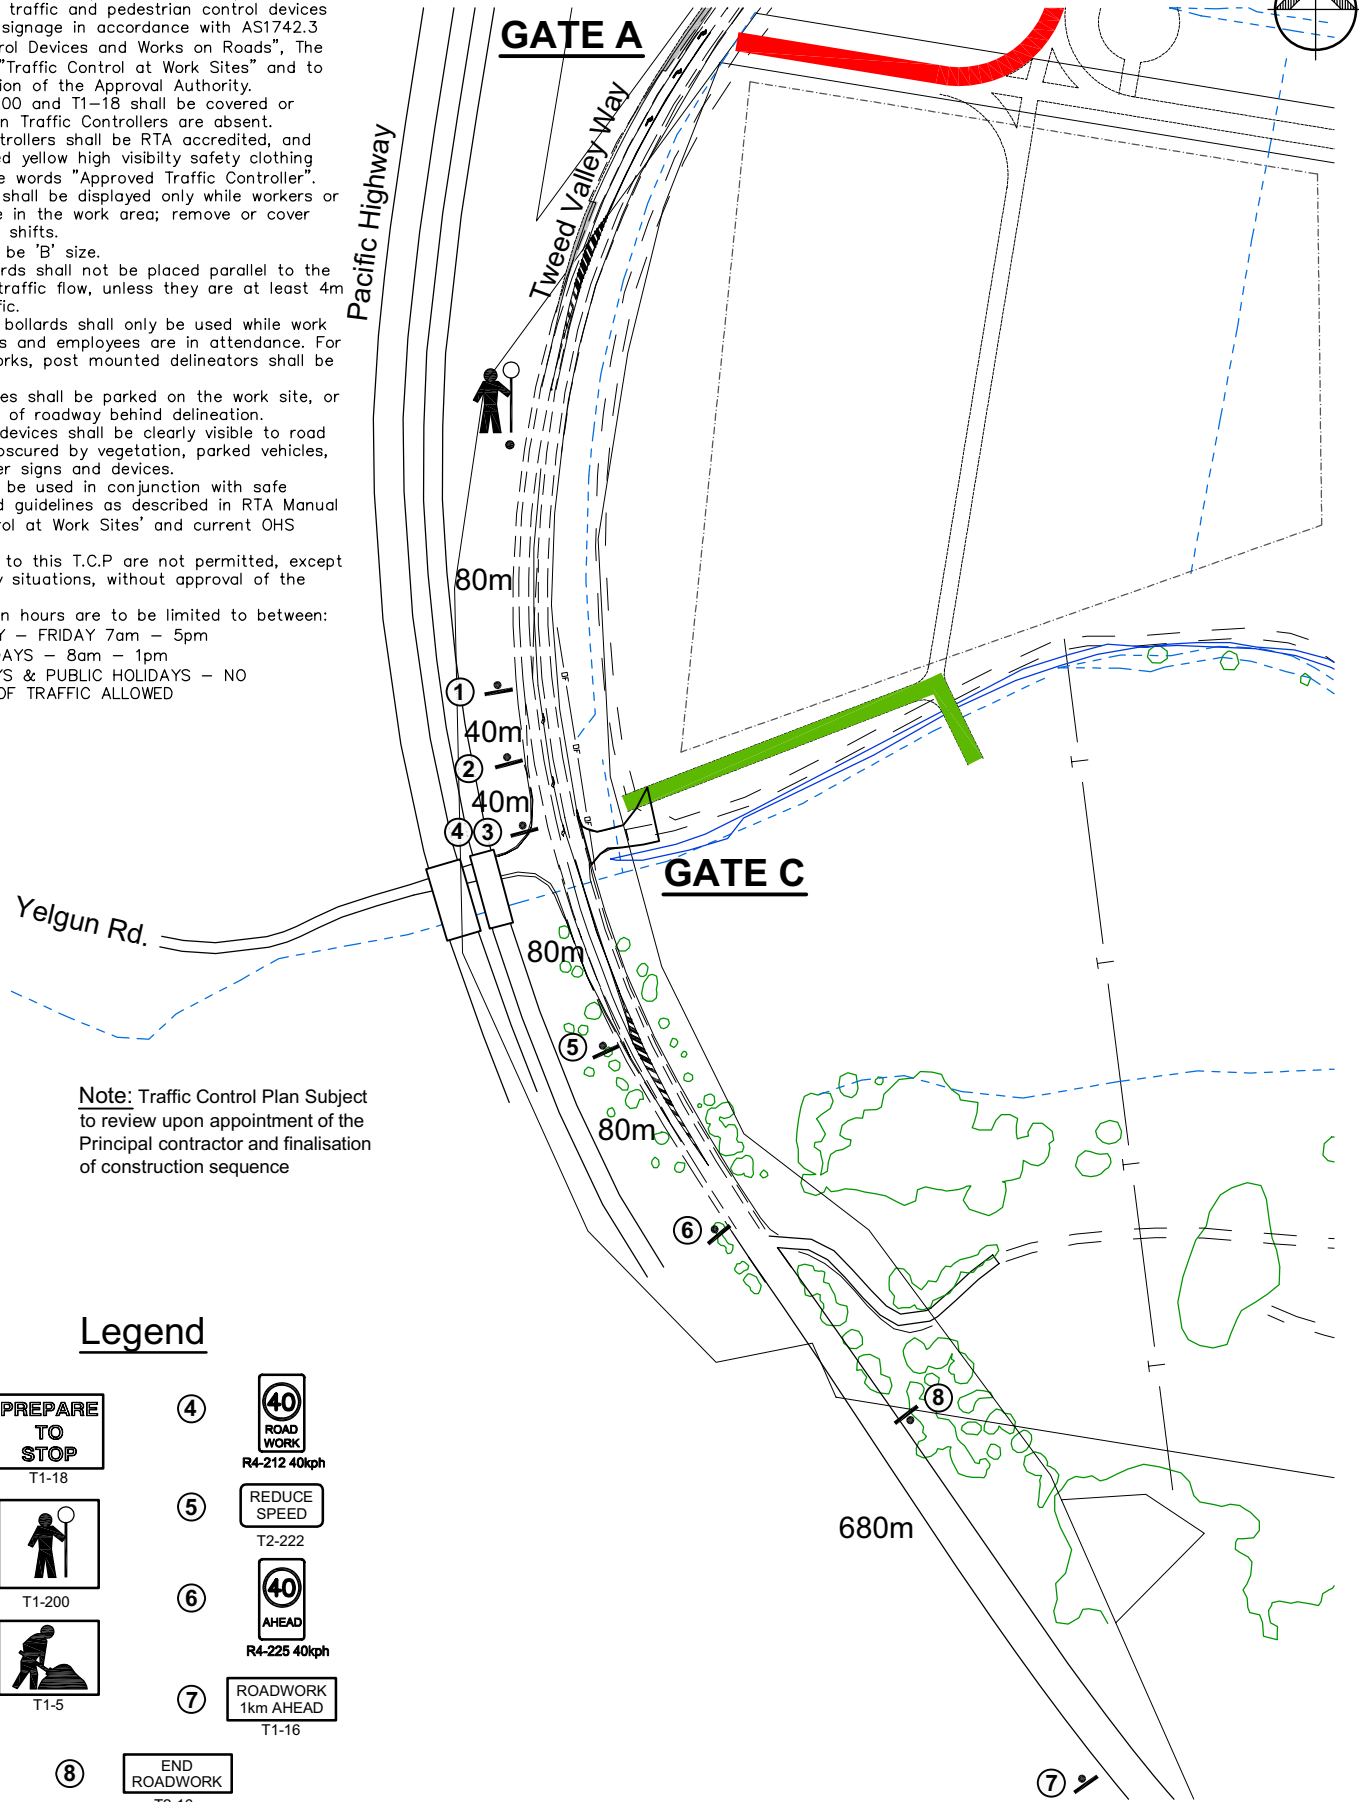 traffic and pedestrian control devices
signage in accordance with AS1742.3
rol Devices and Works on Roads", The
"Traffic Control at Work Sites" and to
ion of the Approval Authority.
00 and T1-18 shall be covered or
n Traffic Controllers are absent.
trollers shall be RTA accredited, and
ed yellow high visibilty safety clothing
e words "Approved Traffic Controller".
shall be displayed only while workers or
e in the work area; remove or cover
shifts.
be 'B' size.
rds shall not be placed parallel to the
traffic flow, unless they are at least 4m
fic.
bollards shall only be used while work
s and employees are in attendance. For
orks, post mounted delineators shall be
es shall be parked on the work site, or
of roadway behind delineation.
devices shall be clearly visible to road
bscured by vegetation, parked vehicles,
er signs and devices.
be used in conjunction with safe
d guidelines as described in RTA Manual
rol at Work Sites' and current OHS
to this T.C.P are not permitted, except
y situations, without approval of the
n hours are to be limited to between:
Y - FRIDAY 7am - 5pm
DAYS - 8am - 1pm
YS & PUBLIC HOLIDAYS - NO
OF TRAFFIC ALLOWED
GATE A
Pacific Highway
Tweed Valley Way
80m
1
40m
2
40m
4 3
GATE C
Yelgun Rd.
80m
5
80m
6
8
680m
7
Note: Traffic Control Plan Subject
to review upon appointment of the
Principal contractor and finalisation
of construction sequence
Legend
PREPARE
TO
STOP
T1-18
T1-200
T1-5
4
40
ROAD
WORK
R4-212 40kph
5
REDUCE
SPEED
T2-222
6
40
AHEAD
R4-225 40kph
7
ROADWORK
1km AHEAD
T1-16
8
END
ROADWORK